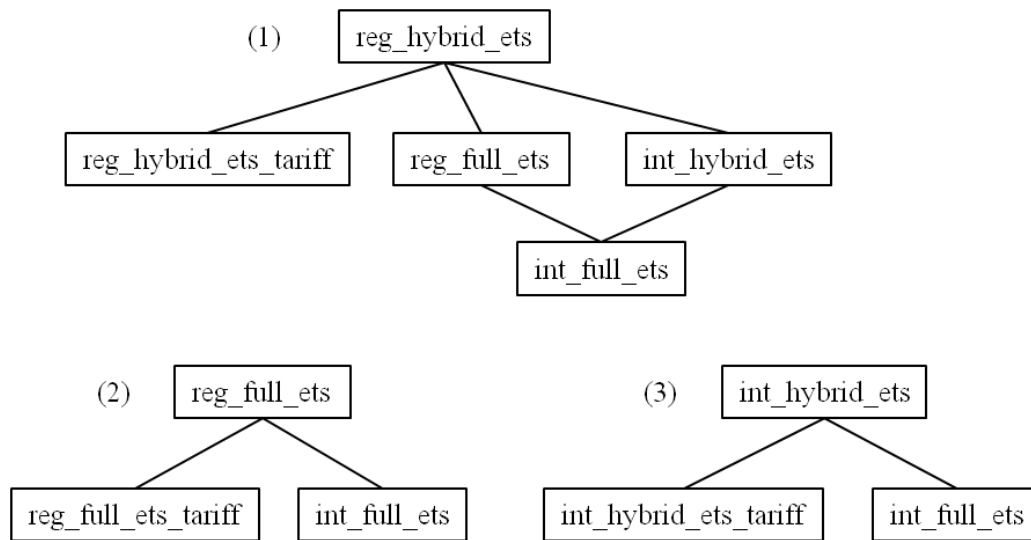 (1) reg_hybrid_ets
reg_hybrid_ets_tariff reg_full_ets int_hybrid_ets
int_full_ets
(2) reg_full_ets (3) int_hybrid_ets
reg_full_ets_tariff int_full_ets int_hybrid_ets_tariff int_full_ets